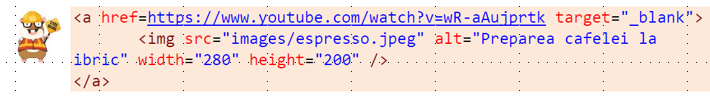 <a href=https://www.youtube.com/watch?v=wR-aAujprtk target="_blank">
<img src="images/espresso.jpeg" alt="Preparea cafelei la
ibric" width="280" height="200" />
</a>